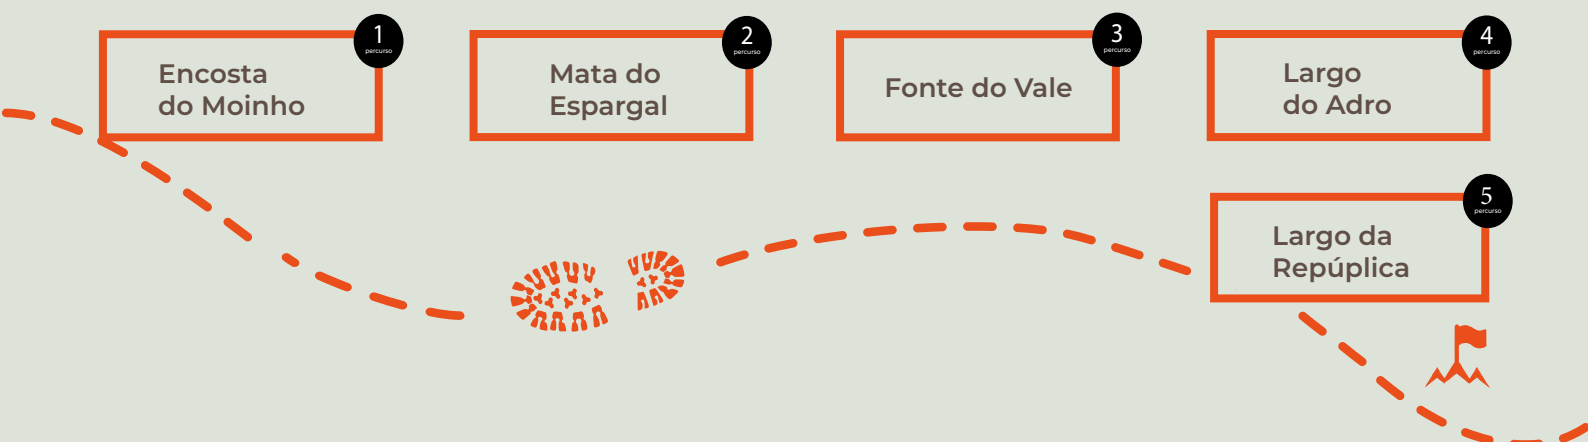 1
percurso
Encosta
do Moinho
2
percurso
Mata do
Espargal
3
percurso
Fonte do Vale
4
percurso
Largo
do Adro
5
percurso
Largo da
Repúplica